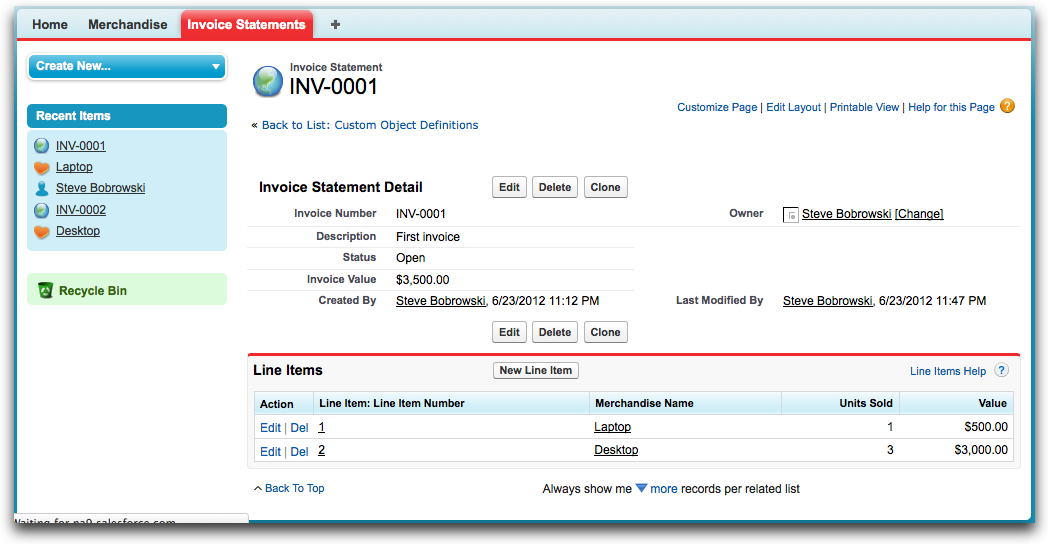 Home Merchandise Invoice Statements +
Create New...
Recent Items
INV-0001
Laptop
Steve Bobrowski
INV-0002
Desktop
Recycle Bin
Invoice Statement
INV-0001
Customize Page | Edit Layout | Printable View | Help for this Page ?
« Back to List: Custom Object Definitions
Invoice Statement Detail Edit Delete Clone
Invoice Number INV-0001 Owner Steve Bobrowski [Change]
Description First invoice
Status Open
Invoice Value $3,500.00
Created By Steve Bobrowski, 6/23/2012 11:12 PM Last Modified By Steve Bobrowski, 6/23/2012 11:47 PM
Edit Delete Clone
Line Items New Line Item Line Items Help ?
Action Line Item: Line Item Number Merchandise Name Units Sold Value
Edit | Del 1 Laptop 1 $500.00
Edit | Del 2 Desktop 3 $3,000.00
Back To Top Always show me more records per related list
Waiting for na9.salesforce.com